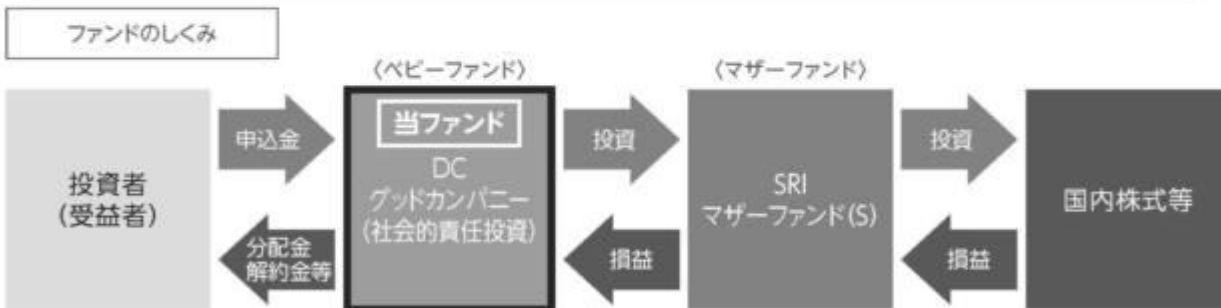 ファンドのしくみ
〈ベビーファンド〉
〈マザーファンド〉
投資者
(受益者)
申込金
分配金
解約金等
当ファンド
DC
グッドカンパニー
(社会的責任投資)
投資
損益
SRI
マザーファンド(S)
投資
損益
国内株式等